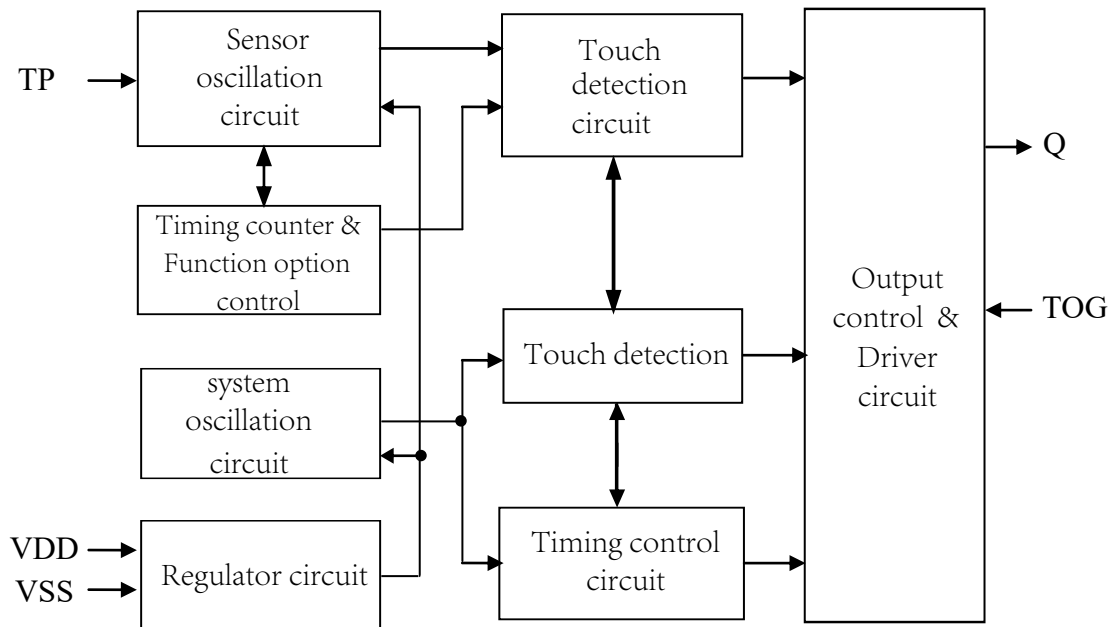 Sensor
oscillation
circuit
TP
Touch
detection
circuit
Q
Timing counter &
Function option
control
Output
control &
Driver
circuit
TOG
Touch detection
system
oscillation
circuit
Timing control
circuit
VDD
VSS
Regulator circuit